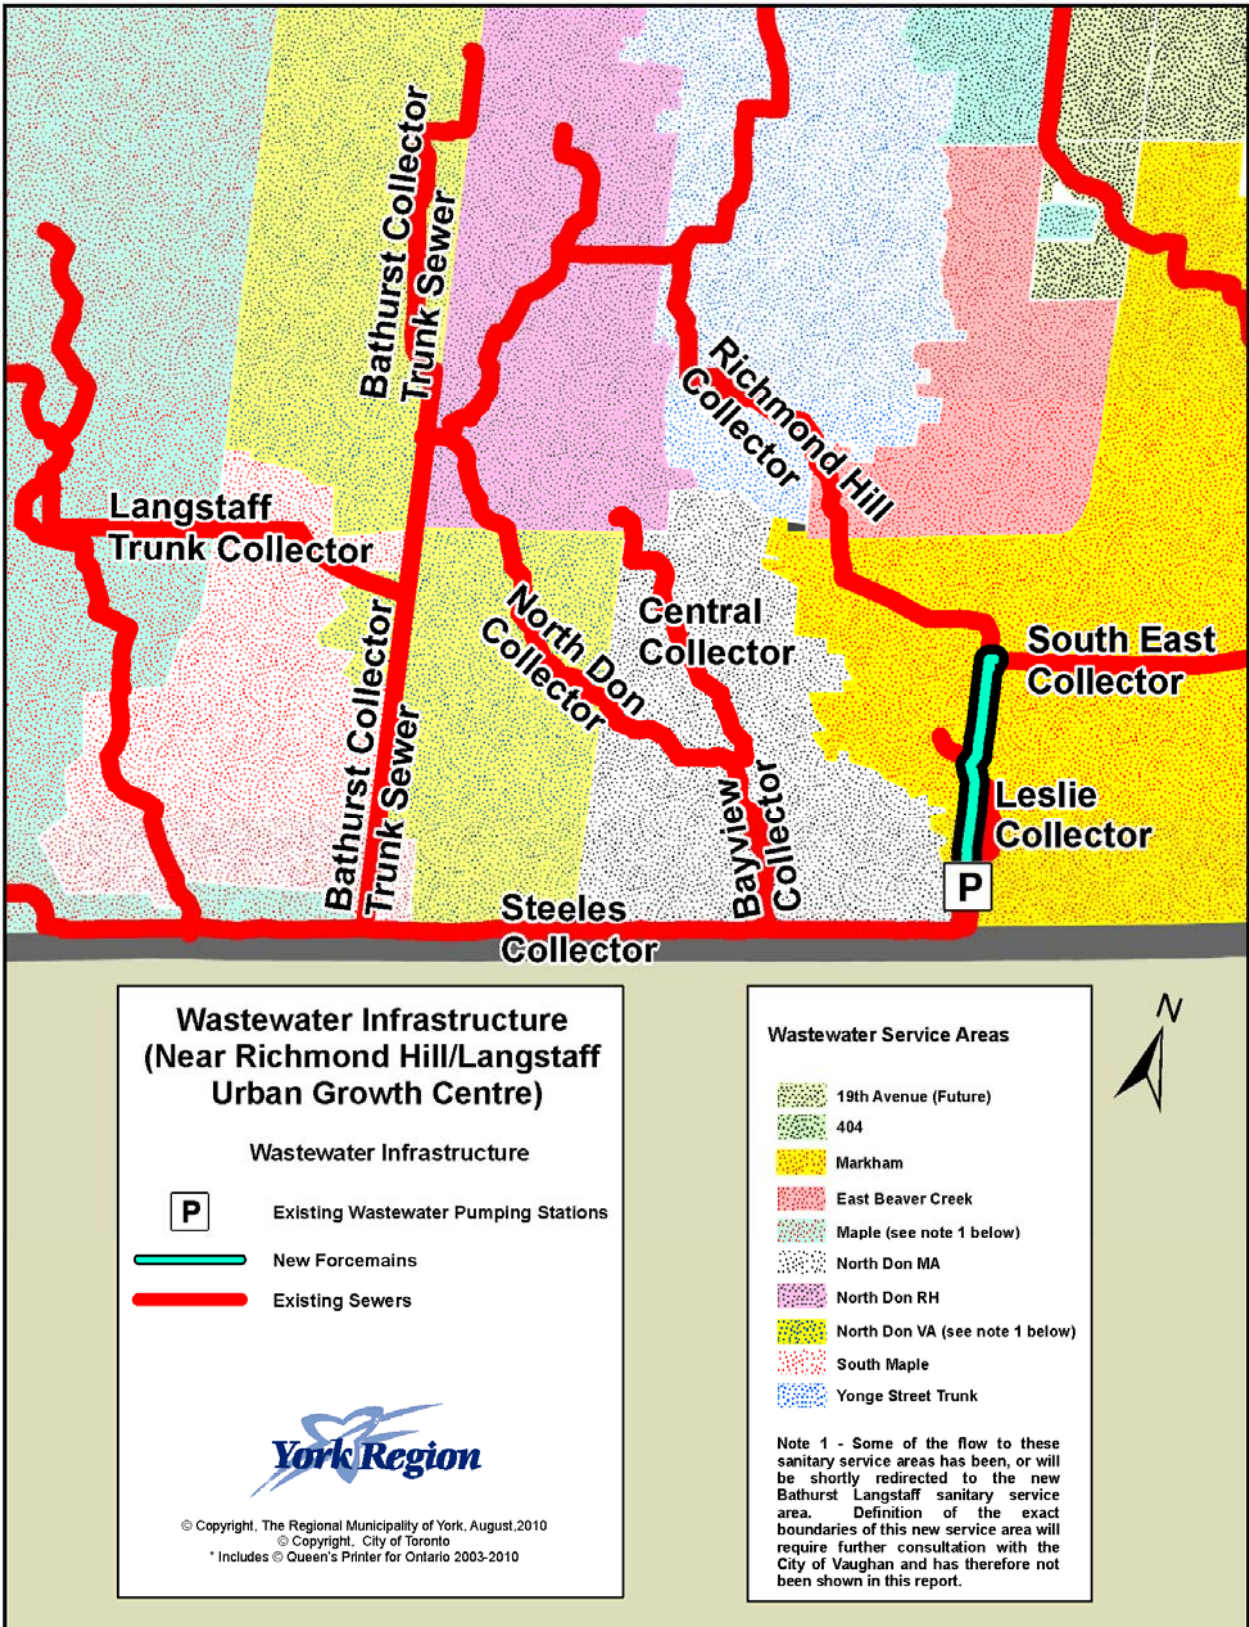 Bathurst Collector
Trunk Sewer
Richmond Hill
Collector
Langstaff
Trunk Collector
North Don
Collector
Central
Collector
South East
Collector
Bathurst Collector
Trunk Sewer
Bayview
Collector
Leslie
Collector
P
Steeles
Collector
Wastewater Infrastructure
(Near Richmond Hill/Langstaff
Urban Growth Centre)
Wastewater Infrastructure
P
Existing Wastewater Pumping Stations
New Forcemains
Existing Sewers
York Region
© Copyright, The Regional Municipality of York, August,2010
© Copyright, City of Toronto
* Includes © Queen's Printer for Ontario 2003-2010
Wastewater Service Areas
19th Avenue (Future)
404
Markham
East Beaver Creek
Maple (see note 1 below)
North Don MA
North Don RH
North Don VA (see note 1 below)
South Maple
Yonge Street Trunk
Note 1 - Some of the flow to these
sanitary service areas has been, or will
be shortly redirected to the new
Bathurst Langstaff sanitary service
area. Definition of the exact
boundaries of this new service area will
require further consultation with the
City of Vaughan and has therefore not
been shown in this report.
N